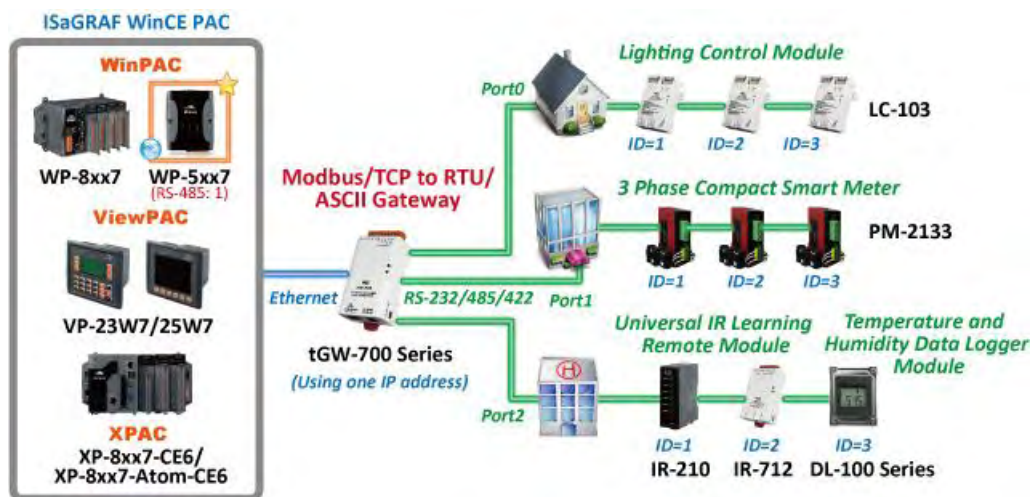 ISaGRAF WinCE PAC
WinPAC
WP-8xx7
WP-5xx7
(RS-485: 1)
ViewPAC
VP-23W7/25W7
XPAC
XP-8xx7-CE6/
XP-8xx7-Atom-CE6
Ethernet
Modbus/TCP to RTU/
ASCII Gateway
tGW-700 Series
(Using one IP address)
RS-232/485/422
Port0
Lighting Control Module
LC-103
ID=1
ID=2
ID=3
3 Phase Compact Smart Meter
PM-2133
Port1
ID=1
ID=2
ID=3
Universal IR Learning
Remote Module
Temperature and
Humidity Data Logger
Module
Port2
H
ID=1
ID=2
ID=3
IR-210
IR-712
DL-100 Series